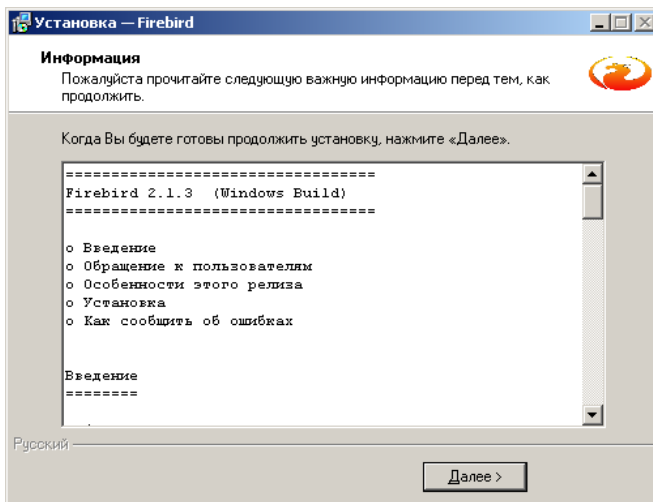 Установка — Firebird
Информация
Пожалуйста прочитайте следующую важную информацию перед тем, как
продолжить.
Когда Вы будете готовы продолжить установку, нажмите «Далее».
==================================
Firebird 2.1.3 (Windows Build)
==================================
o Введение
o Обращение к пользователям
o Особенности этого релиза
o Установка
o Как сообщить об ошибках
Введение
========
Русский
Далее >